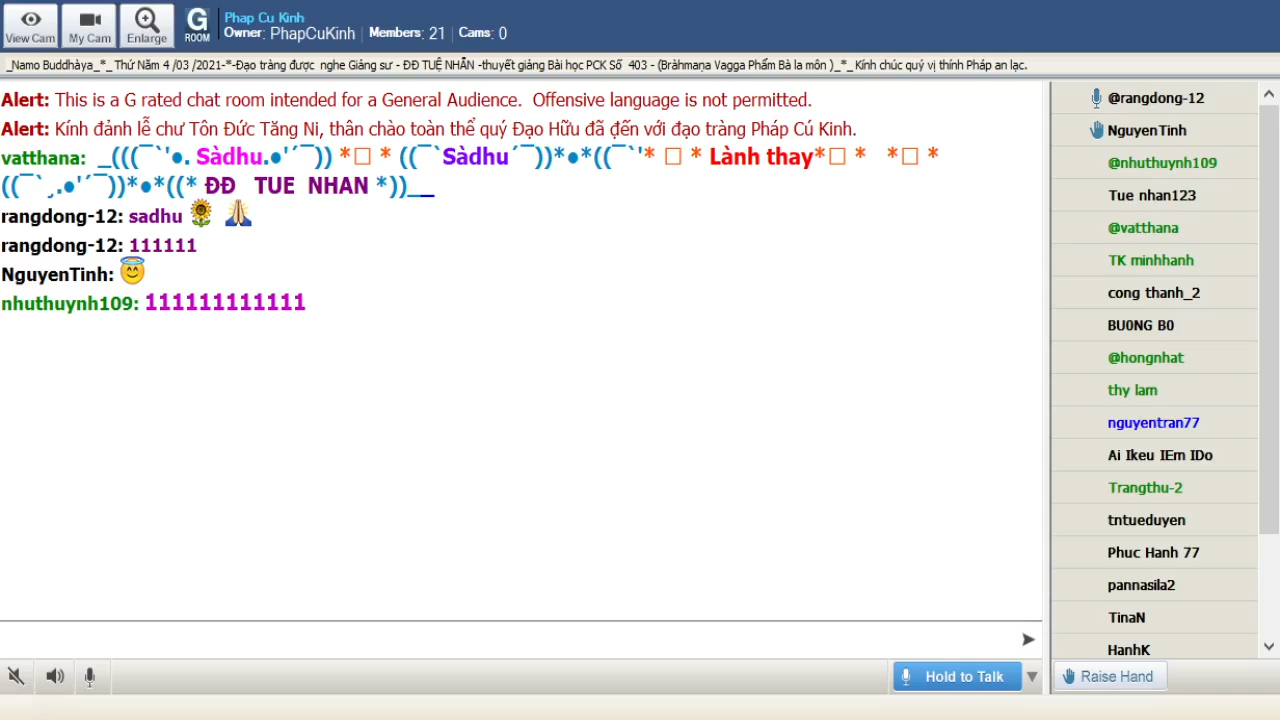 View Cam
My Cam
Enlarge
G
ROOM
Phap Cu Kinh
Owner: PhapCuKinh | Members: 21 | Cams: 0
_Namo Buddhàya_*_ Thứ Năm 4 /03 /2021-*-Đạo tràng được nghe Giảng sư - ĐĐ TUỆ NHẪN -thuyết giảng Bài học PCK Số 403 - (Bràhmaṇa Vagga Phẩm Bà la môn )_*_ Kính chúc quý vị thính Pháp an lạc.
Alert: This is a G rated chat room intended for a General Audience. Offensive language is not permitted.
Alert: Kính đảnh lễ chư Tôn Đức Tăng Ni, thân chào toàn thể quý Đạo Hữu đã đến với đạo tràng Pháp Cú Kinh.
vatthana: _(((¯`'●. Sàdhu.●'´¯)) *□ * ((¯`Sàdhu´¯))*●*((¯`'* □ * Lành thay*□ * *□ *
((¯`¸.●'´¯))*●*((* ĐĐ TUE NHAN *))__
rangdong-12: sadhu 🌻 🙏
rangdong-12: 111111
NguyenTinh: 😇
nhuthuynh109: 111111111111
Hold to Talk
@rangdong-12
NguyenTinh
@nhuthuynh109
Tue nhan123
@vatthana
TK minhhanh
cong thanh_2
BU0NG B0
@hongnhat
thy lam
nguyentran77
Ai Ikeu IEm IDo
Trangthu-2
tntueduyen
Phuc Hanh 77
pannasila2
TinaN
HanhK
Raise Hand